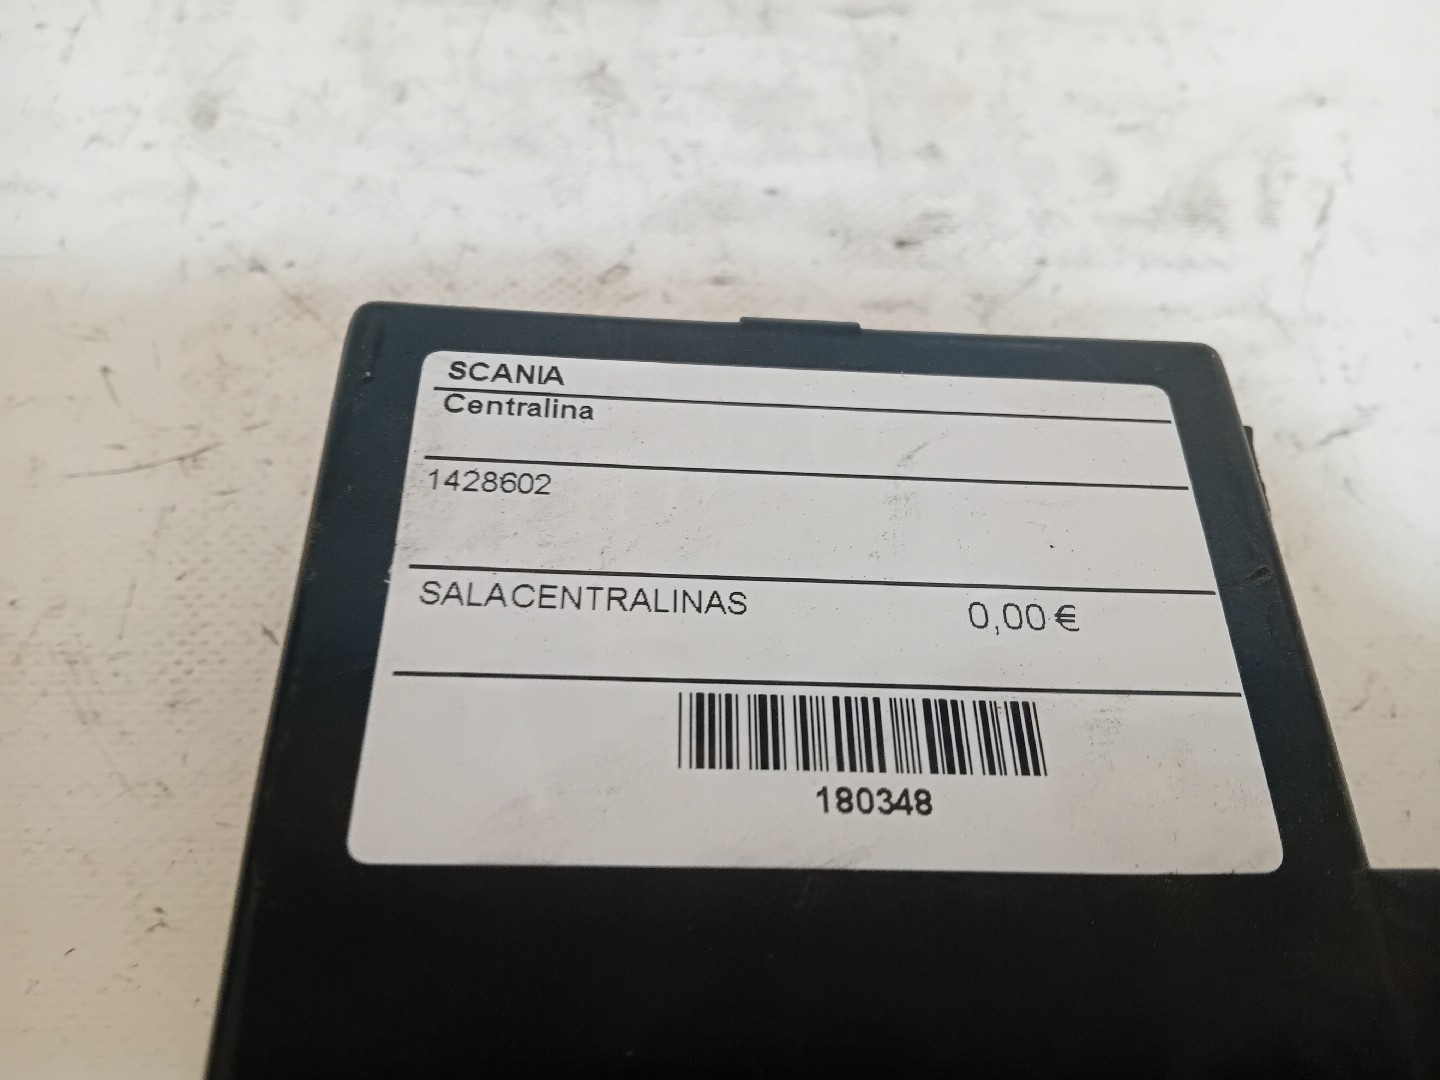 SCANIA
Centralina
1428602
SALACENTRALINAS 0,00 €
180348